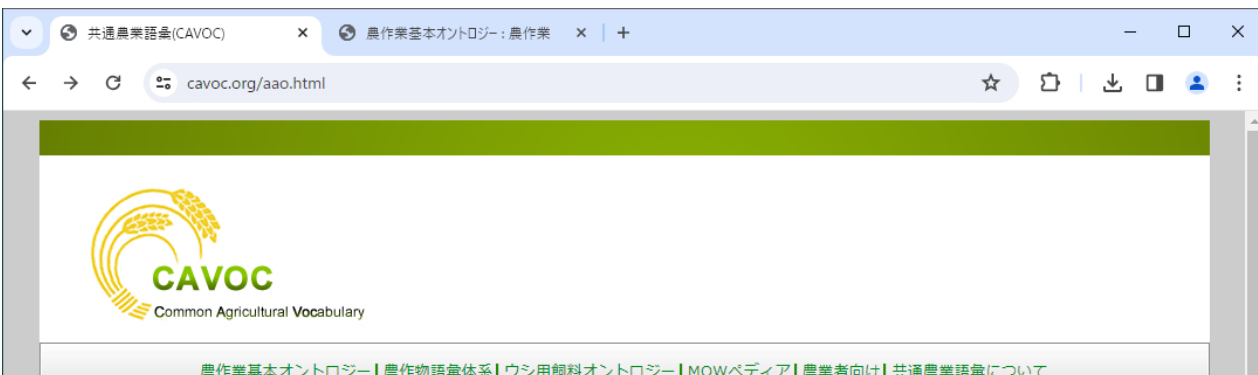 共通農業語彙(CAVOC)
農作業基本オントロジー : 農作業
cavoc.org/aao.html
CAVOC
Common Agricultural Vocabulary
農作業基本オントロジー | 農作物語彙体系 | ウシ用飼料オントロジー | MOWペディア | 農業者向け | 共通農業語彙について